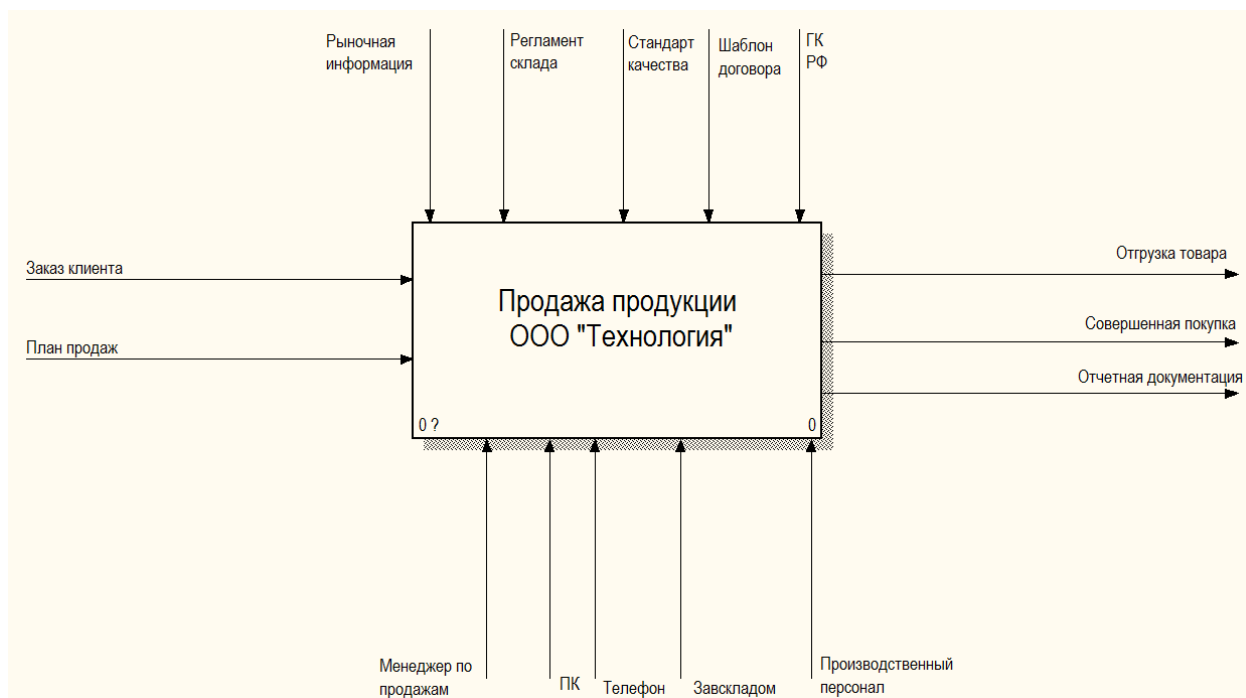 Рыночная
информация
Регламент
склада
Стандарт
качества
Шаблон
договора
ГК
РФ
Заказ клиента
План продаж
Продажа продукции
ООО "Технология"
0 ?
0
Отгрузка товара
Совершенная покупка
Отчетная документация
Менеджер по
продажам
ПК
Телефон
Завскладом
Производственный
персонал